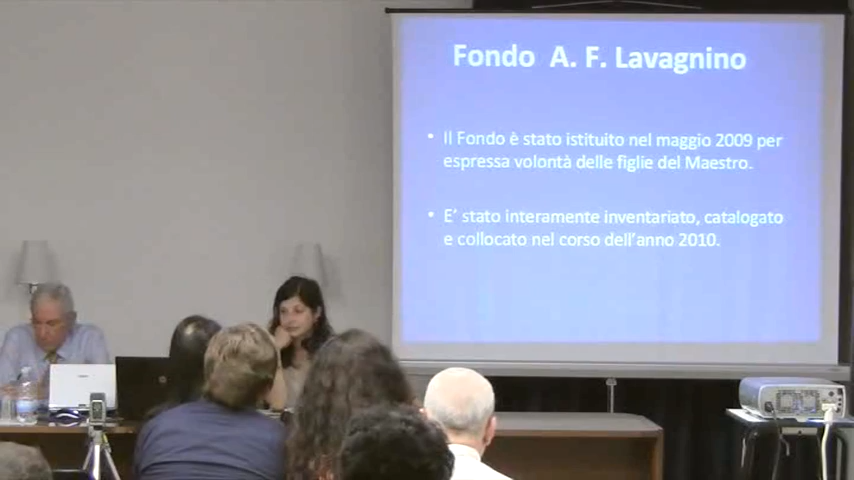 Fondo A. F. Lavagnino
• Il Fondo è stato istituito nel maggio 2009 per
espressa volontà delle figlie del Maestro.
• E' stato interamente inventariato, catalogato
e collocato nel corso dell'anno 2010.